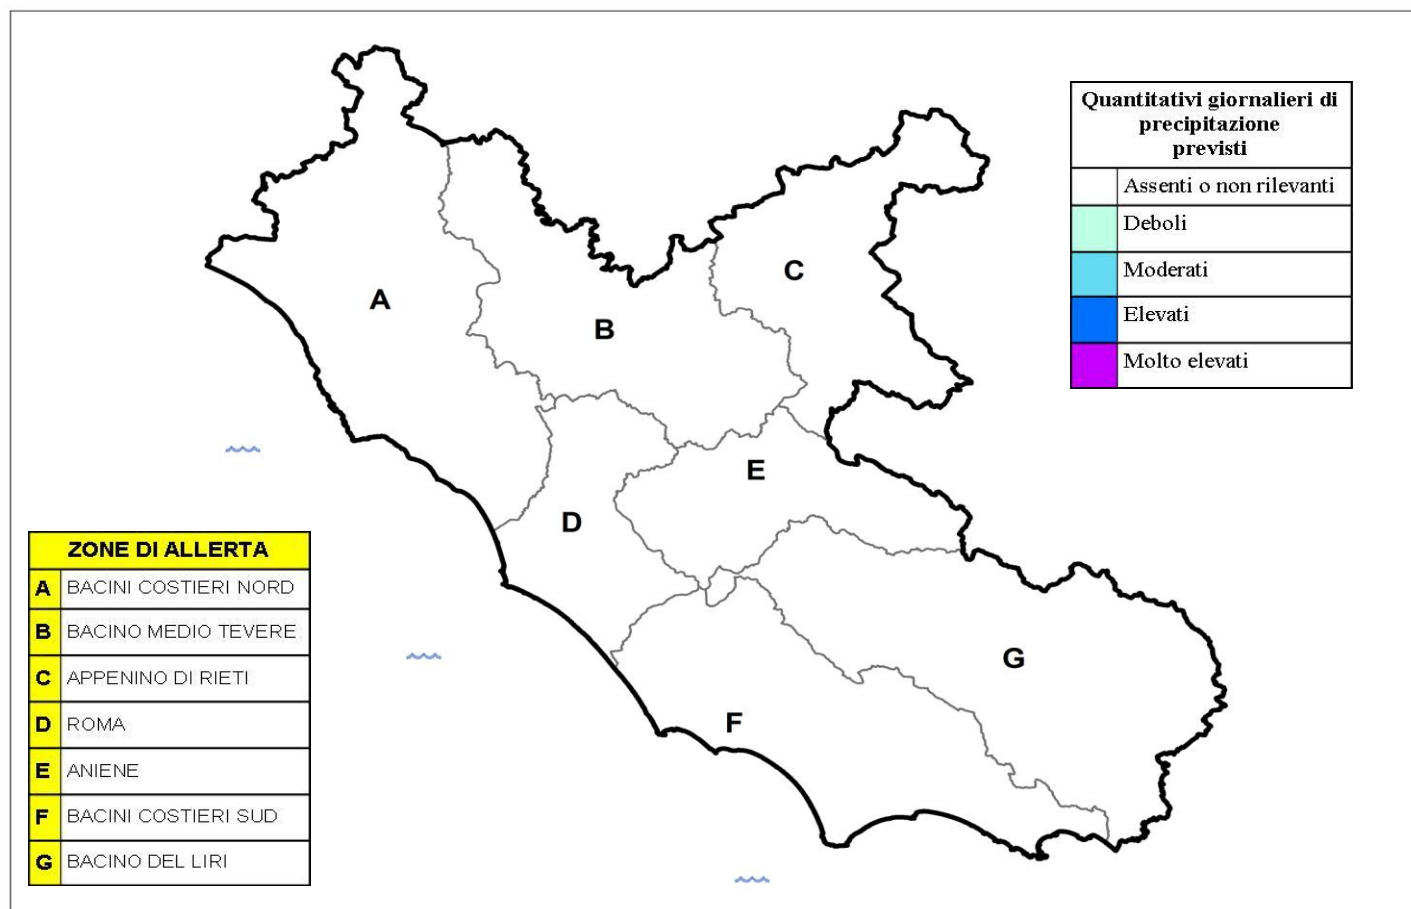 Quantitativi giornalieri di
precipitazione
previsti
Assenti o non rilevanti
Deboli
Moderati
Elevati
Molto elevati
A
B
C
D
E
F
G
ZONE DI ALLERTA
A BACINI COSTIERI NORD
B BACINO MEDIO TEVERE
C APPENINO DI RIETI
D ROMA
E ANIENE
F BACINI COSTIERI SUD
G BACINO DEL LIRI